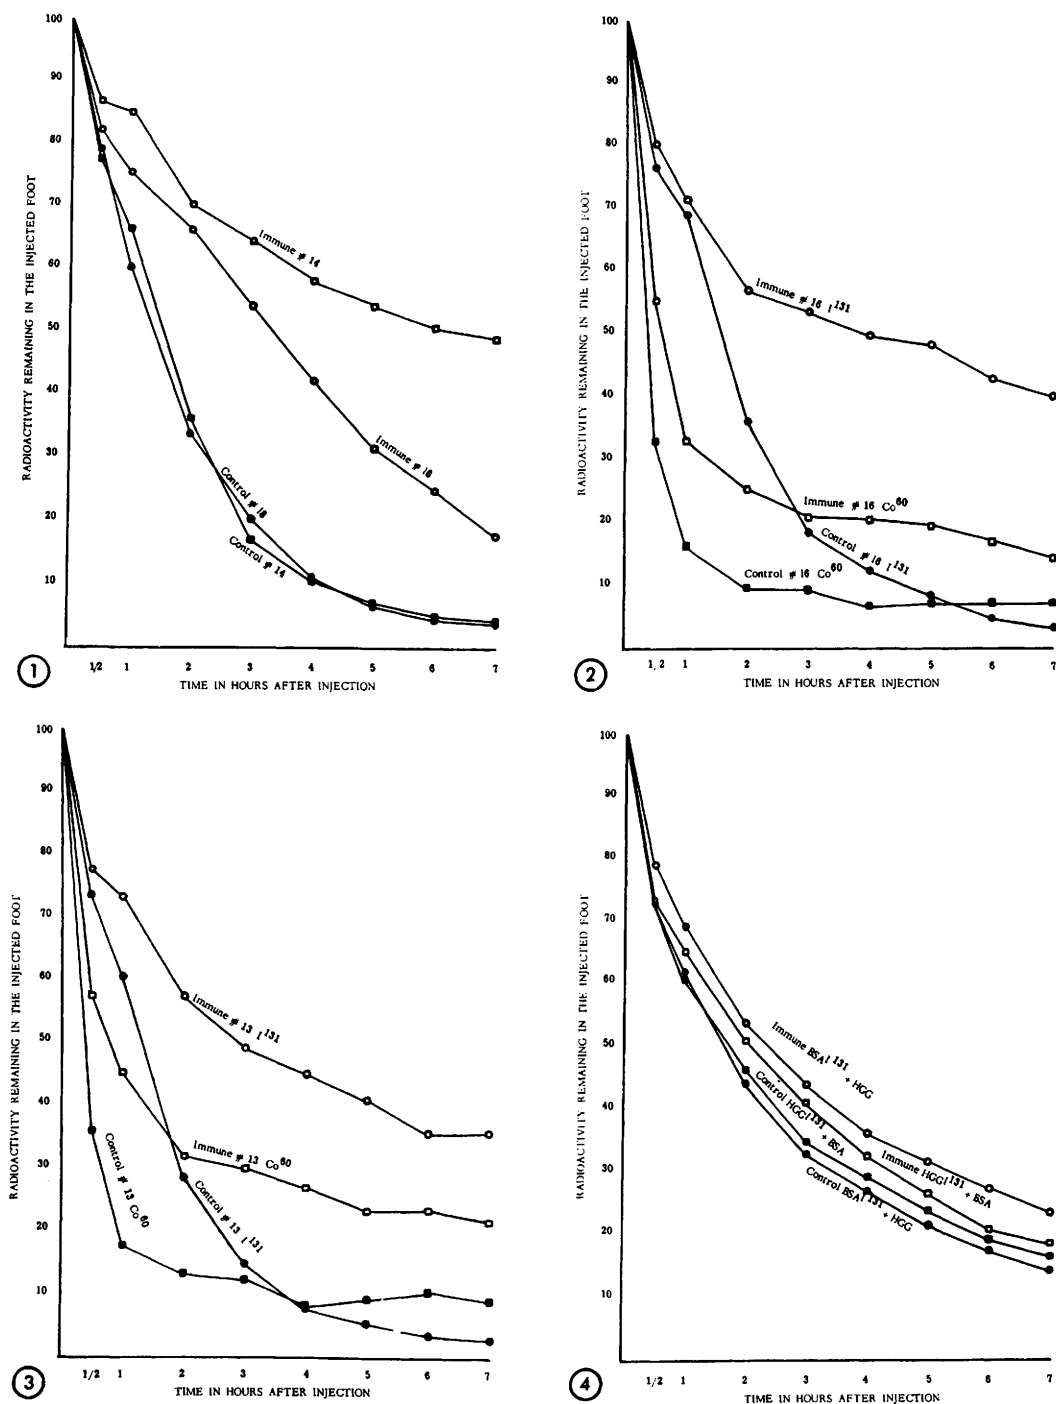 RADIOACTIVITY REMAINING IN THE INJECTED FOOT
100
90
80
70
60
50
40
30
20
10
Immune # 14
Immune # 18
Control # 18
Control # 14
1/2 1 2 3 4 5 6 7
TIME IN HOURS AFTER INJECTION
1
RADIOACTIVITY REMAINING IN THE INJECTED FOOT
100
90
80
70
60
50
40
30
20
10
Immune # 16 I131
Immune # 16 Co60
Control # 16 I131
Control # 16 Co60
1/2 1 2 3 4 5 6 7
TIME IN HOURS AFTER INJECTION
2
RADIOACTIVITY REMAINING IN THE INJECTED FOOT
100
90
80
70
60
50
40
30
20
10
Immune # 13 I131
Immune # 13 Co60
Control # 13 Co60
Control # 13 I131
1/2 1 2 3 4 5 6 7
TIME IN HOURS AFTER INJECTION
3
RADIOACTIVITY REMAINING IN THE INJECTED FOOT
100
90
80
70
60
50
40
30
20
10
Immune BSAI131 + HGG
Control HGGI131 + BSA
Immune HGGI131 + BSA
Control BSAI131 + HGG
1/2 1 2 3 4 5 6 7
TIME IN HOURS AFTER INJECTION
4